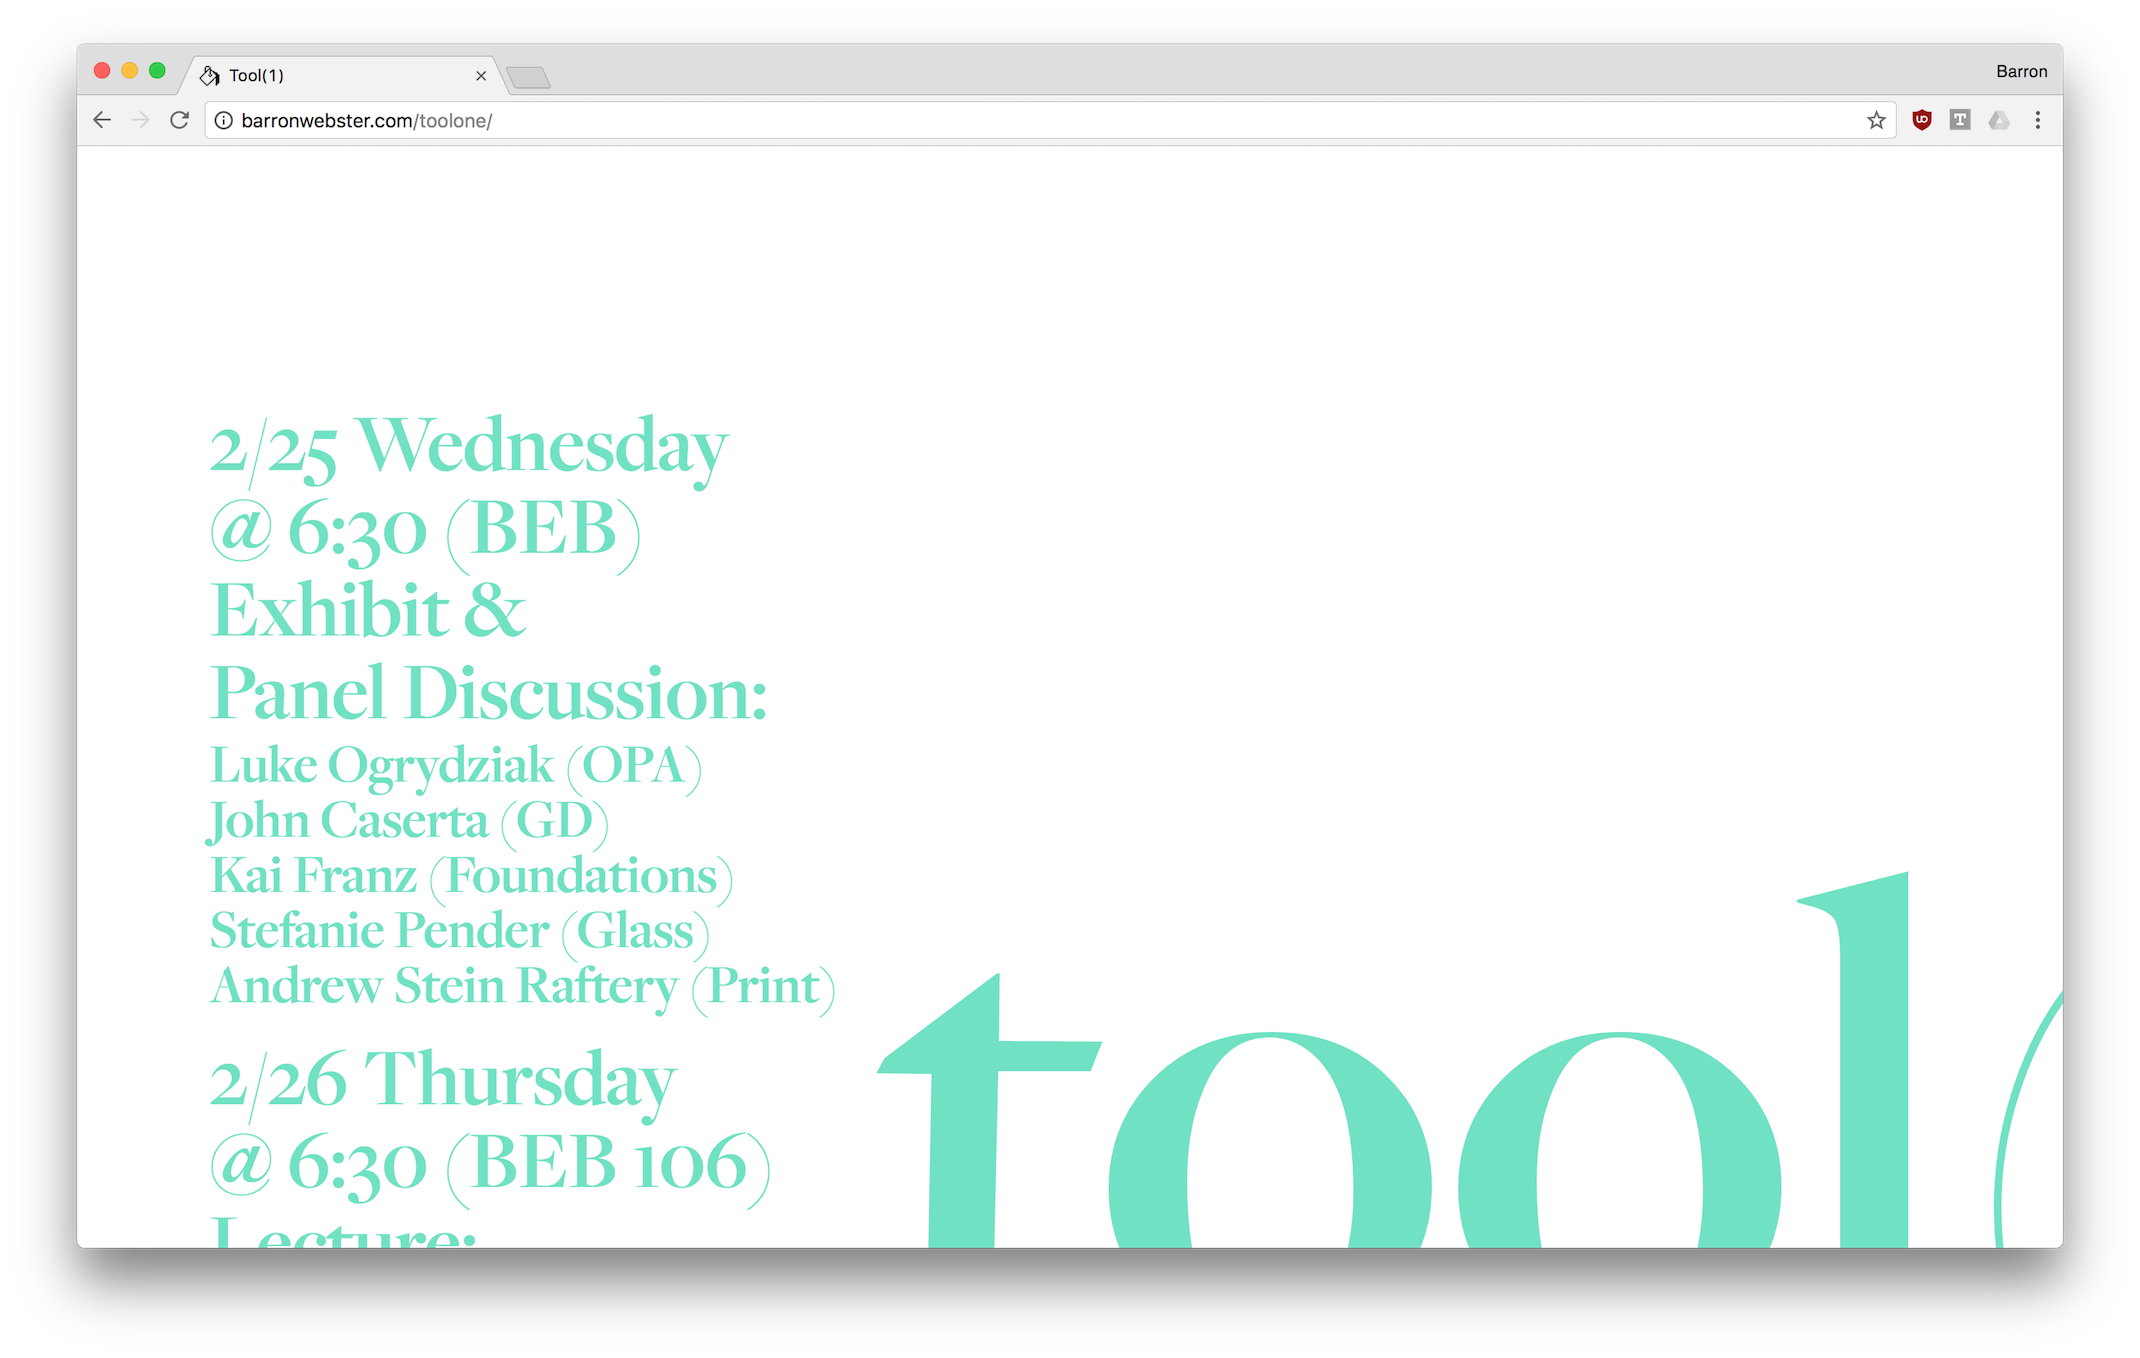 Tool(1)
Barron
barronwebster.com/toolone/
2/25 Wednesday
@ 6:30 (BEB)
Exhibit &
Panel Discussion:
Luke Ogrydziak (OPA)
John Caserta (GD)
Kai Franz (Foundations)
Stefanie Pender (Glass)
Andrew Stein Raftery (Print)
2/26 Thursday
@ 6:30 (BEB 106)
Lecture:
tool(